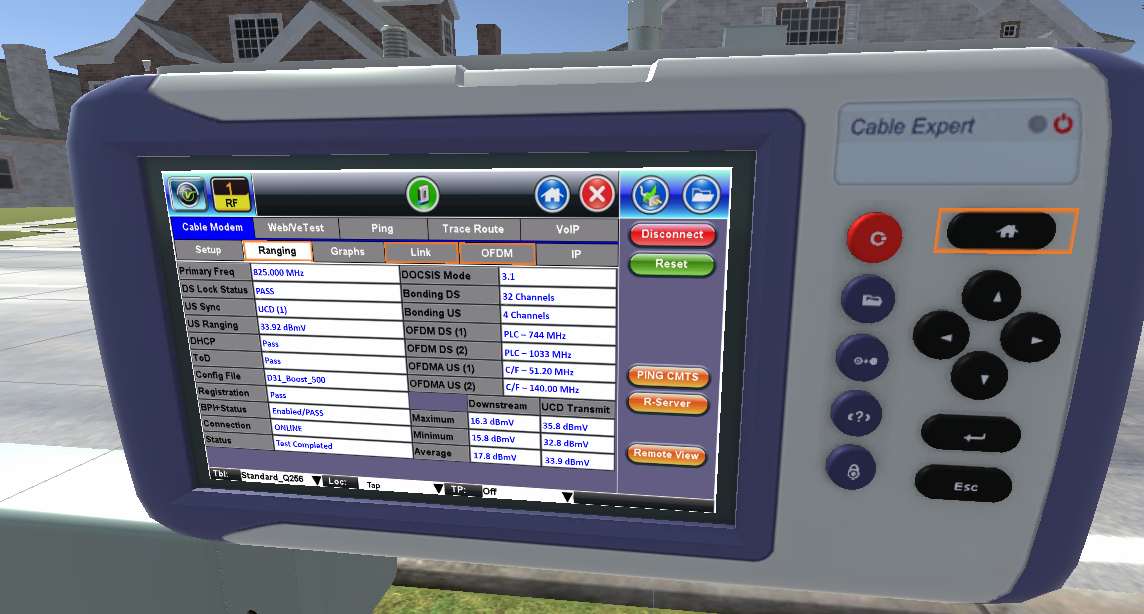 Cable Expert
1
RF
Cable Modem Web/VeTest Ping Trace Route VoIP
Setup Ranging Graphs Link OFDM IP
Primary Freq 825.000 MHz DOCSIS Mode 3.1
DS Lock Status PASS Bonding DS 32 Channels
US Sync UCD (1) Bonding US 4 Channels
US Ranging 33.92 dBmV OFDM DS (1) PLC – 744 MHz
DHCP Pass OFDM DS (2) PLC – 1033 MHz
ToD Pass OFDMA US (1) C/F – 51.20 MHz
Config File D31_Boost_500 OFDMA US (2) C/F – 140.00 MHz
Registration Pass Downstream UCD Transmit
BPI+Status Enabled/PASS Maximum 16.3 dBmV 35.8 dBmV
Connection ONLINE Minimum 15.8 dBmV 32.8 dBmV
Status Test Completed Average 17.8 dBmV 33.9 dBmV
Tbl: Standard_Q256 Loc: Tap TP: Off
Disconnect
Reset
PING CMTS
R-Server
Remote View
‹?›
Esc